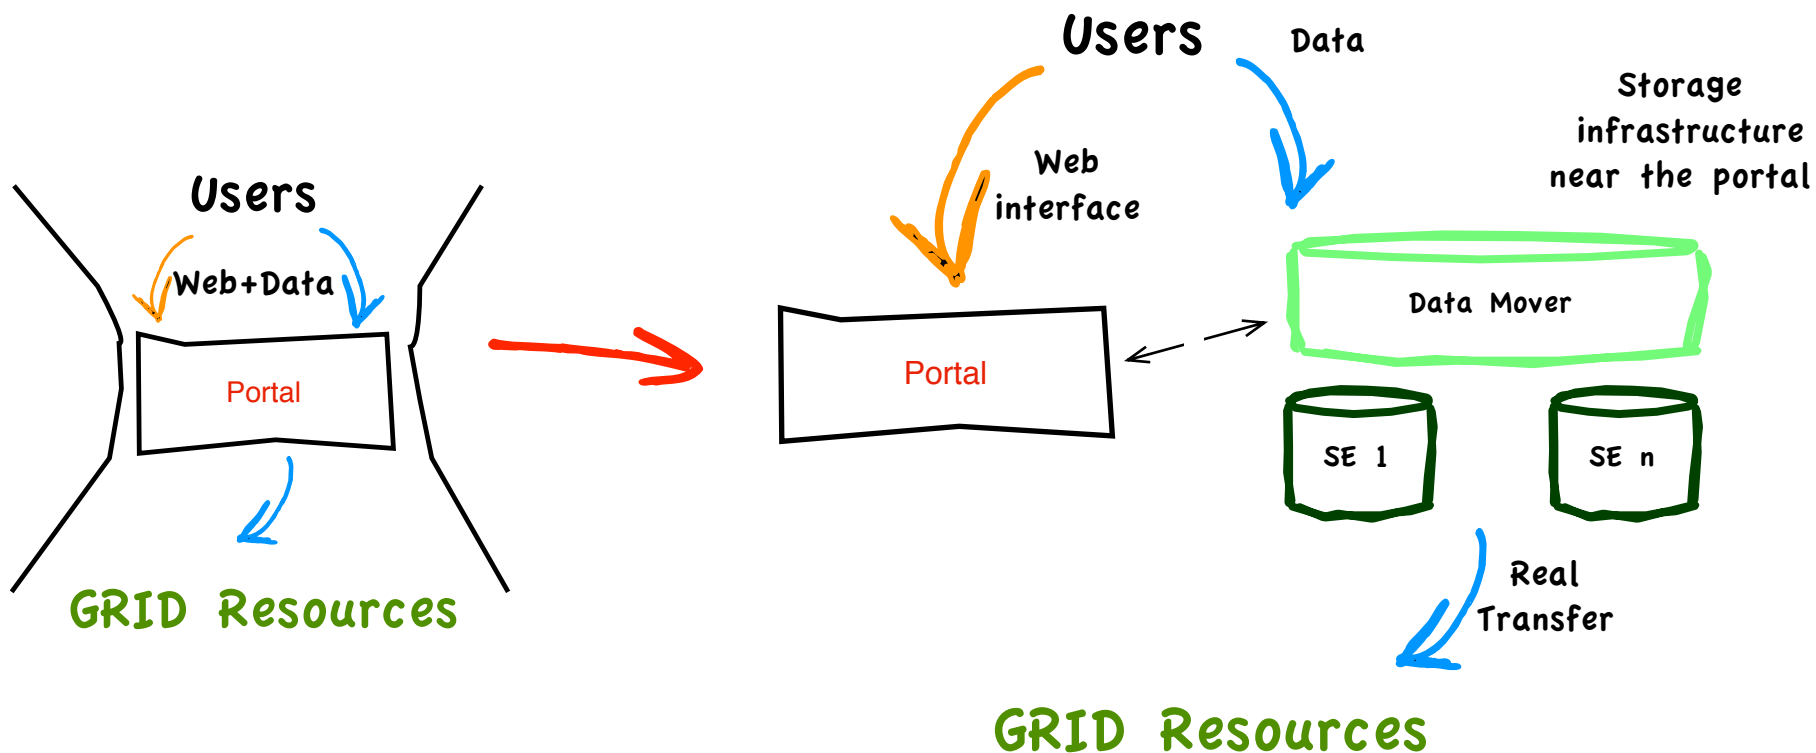 Users
Web+Data
Portal
GRID Resources
Users
Data
Web
interface
Storage
infrastructure
near the portal
Portal
Data Mover
SE 1
SE n
Real
Transfer
GRID Resources